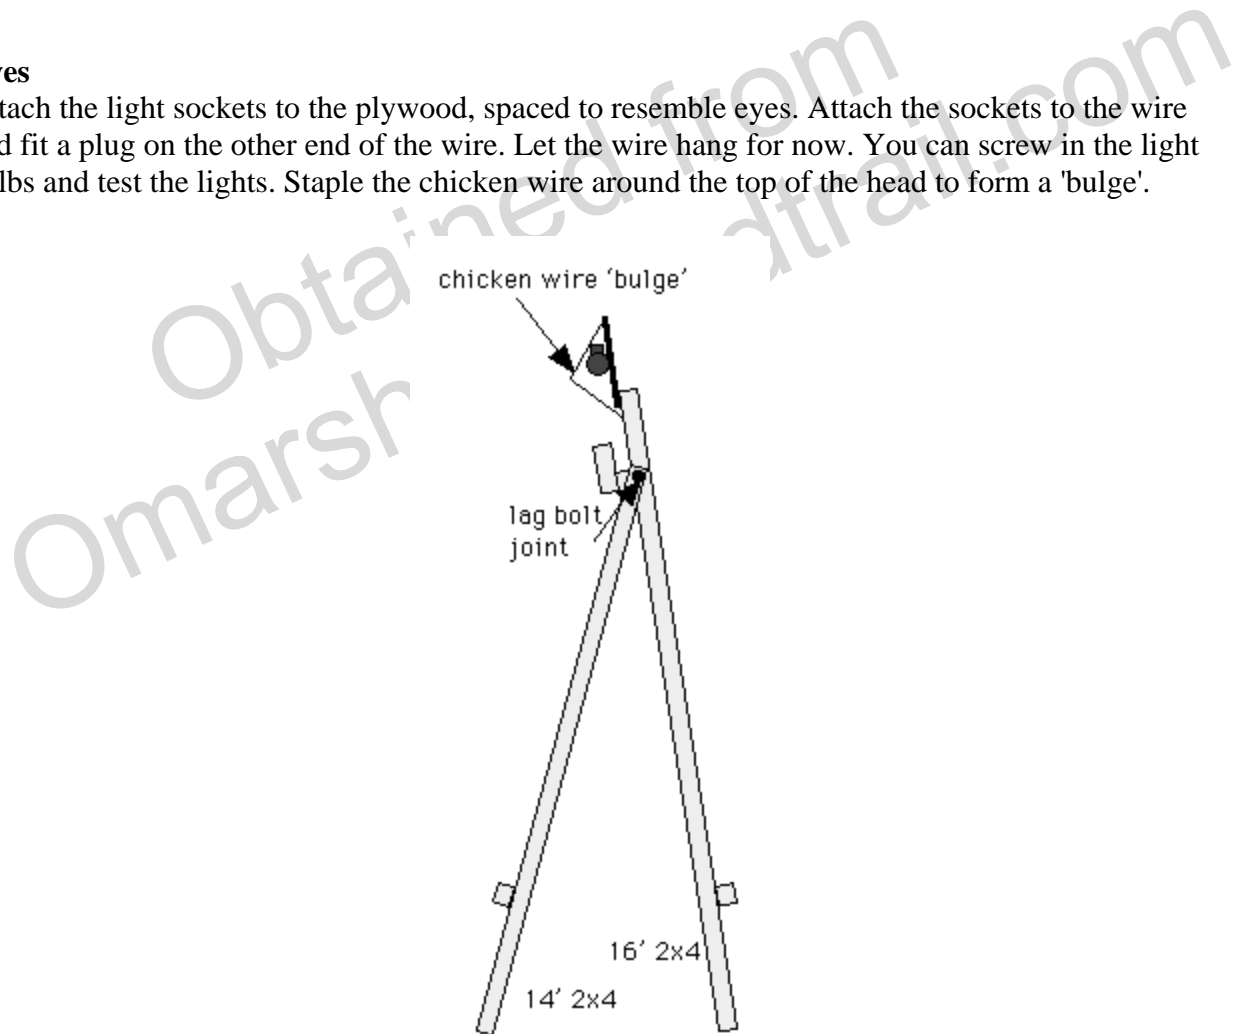 yes
tach the light sockets to the plywood, spaced to resemble eyes. Attach the sockets to the wire
d fit a plug on the other end of the wire. Let the wire hang for now. You can screw in the light
lbs and test the lights. Staple the chicken wire around the top of the head to form a 'bulge'.
Obtained from
Omarsh dtrail.com
chicken wire ‘bulge’
lag bolt
joint
16’ 2x4
14’ 2x4